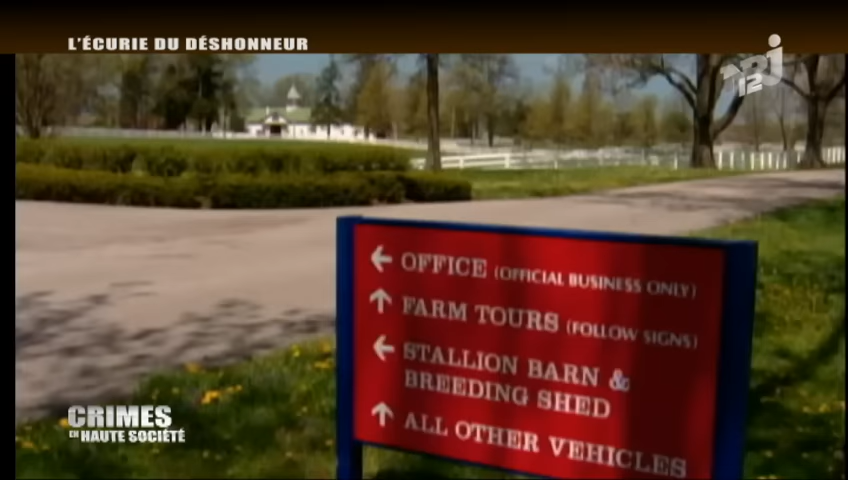 L'ÉCURIE DU DÉSHONNEUR
NRJ
12
← OFFICE (OFFICIAL BUSINESS ONLY)
↑ FARM TOURS (FOLLOW SIGNS)
← STALLION BARN &
BREEDING SHED
↑ ALL OTHER VEHICLES
CRIMES
EN HAUTE SOCIÉTÉ